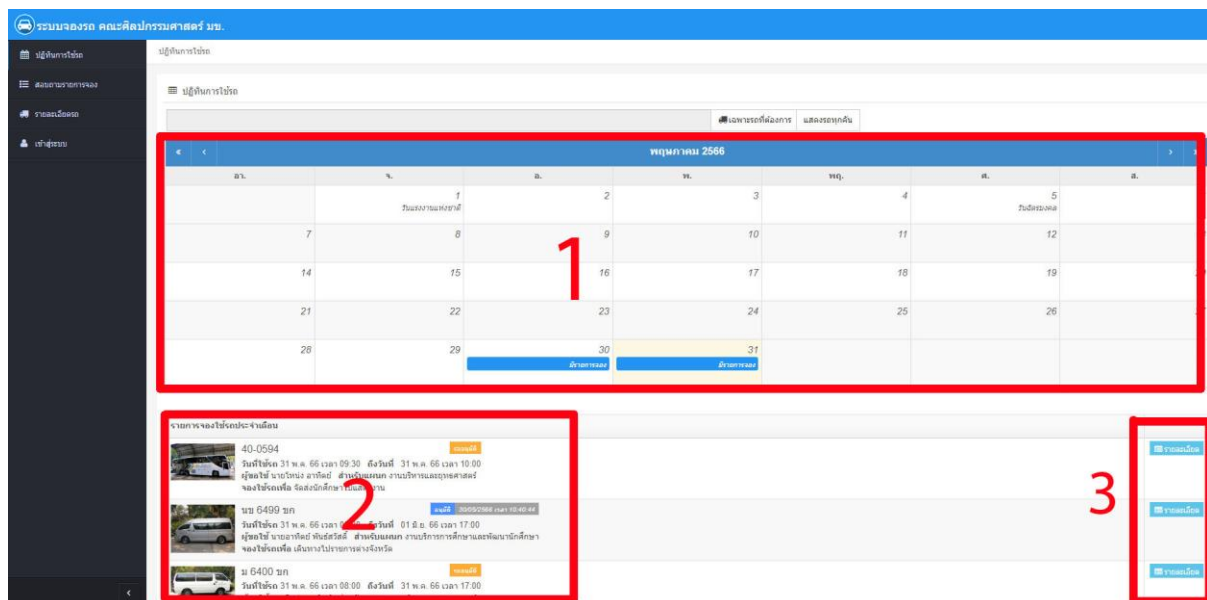 ระบบจองรถ คณะศิลปกรรมศาสตร์ มข.
ปฏิทินการใช้รถ
ปฏิทินการใช้รถ
สอบถามรายการจอง
ปฏิทินการใช้รถ
รายละเอียดรถ
เฉพาะรถที่ต้องการ แสดงรถทุกคัน
เข้าสู่ระบบ
« ‹ พฤษภาคม 2566 ›
อา. จ. อ. พ. พฤ. ศ. ส.
1 2 3 4 5
วันแรงงานแห่งชาติ วันฉัตรมงคล
7 8 9 10 11 12
1
14 15 16 17 18 19
21 22 23 24 25 26
28 29 30 31
มีรายการจอง มีรายการจอง
รายการจองใช้รถประจำเดือน
40-0594 รออนุมัติ รายละเอียด
วันที่ใช้รถ 31 พ.ค. 66 เวลา 09:30 ถึงวันที่ 31 พ.ค. 66 เวลา 10:00
ผู้ขอใช้ นายโหน่ง อาทิตย์ สำหรับแผนก งานบริหารและยุทธศาสตร์
จองใช้รถเพื่อ จัดส่งนักศึกษา
2
3
นข 6499 ขก อนุมัติ 30/05/2566 เวลา 10:40:44 รายละเอียด
วันที่ใช้รถ 31 พ.ค. 66 เวลา ถึงวันที่ 01 มิ.ย. 66 เวลา 17:00
ผู้ขอใช้ นายอาทิตย์ พันธ์สวัสดิ์ สำหรับแผนก งานบริการการศึกษาและพัฒนานักศึกษา
จองใช้รถเพื่อ เดินทางไปราชการต่างจังหวัด
ม 6400 ขก รออนุมัติ รายละเอียด
วันที่ใช้รถ 31 พ.ค. 66 เวลา 08:00 ถึงวันที่ 31 พ.ค. 66 เวลา 17:00